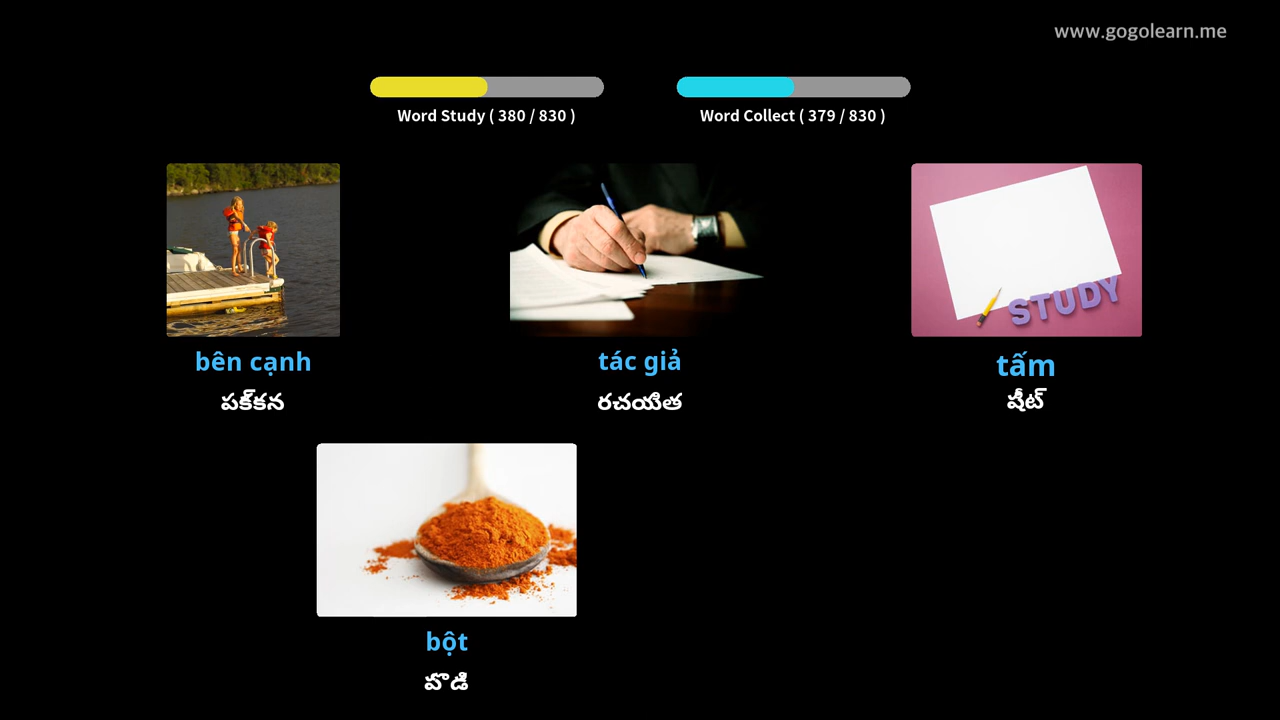 www.gogolearn.me
Word Study ( 380 / 830 )
Word Collect ( 379 / 830 )
bên cạnh
tác giả
tấm
పక్కన
రచయిత
షీట్
STUDY
bột
పొడి